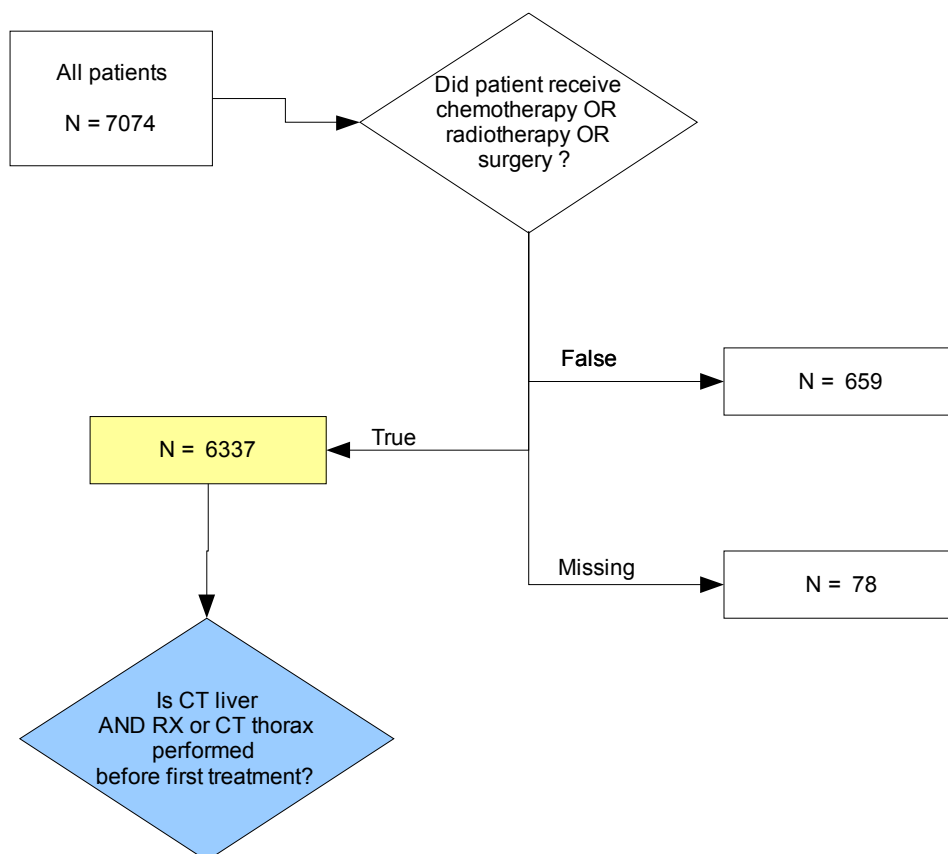 All patients
N = 7074
Did patient receive
chemotherapy OR
radiotherapy OR
surgery ?
False
N = 659
True
N = 6337
Missing
N = 78
Is CT liver
AND RX or CT thorax
performed
before first treatment?